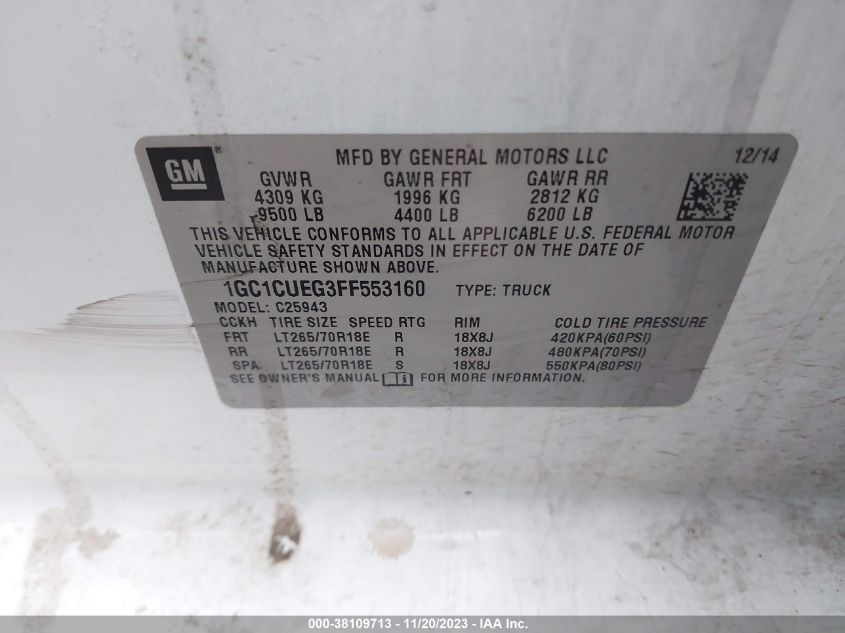 GM ® MFD BY GENERAL MOTORS LLC 12/14
GVWR GAWR FRT GAWR RR
4309 KG 1996 KG 2812 KG
9500 LB 4400 LB 6200 LB
THIS VEHICLE CONFORMS TO ALL APPLICABLE U.S. FEDERAL MOTOR
VEHICLE SAFETY STANDARDS IN EFFECT ON THE DATE OF
MANUFACTURE SHOWN ABOVE.
1GC1CUEG3FF553160 TYPE: TRUCK
MODEL: C25943
CCKH TIRE SIZE SPEED RTG RIM COLD TIRE PRESSURE
FRT LT265/70R18E R 18X8J 420KPA(60PSI)
RR LT265/70R18E R 18X8J 480KPA(70PSI)
SPA LT265/70R18E S 18X8J 550KPA(80PSI)
SEE OWNER'S MANUAL FOR MORE INFORMATION.
000-38109713 - 11/20/2023 - IAA Inc.